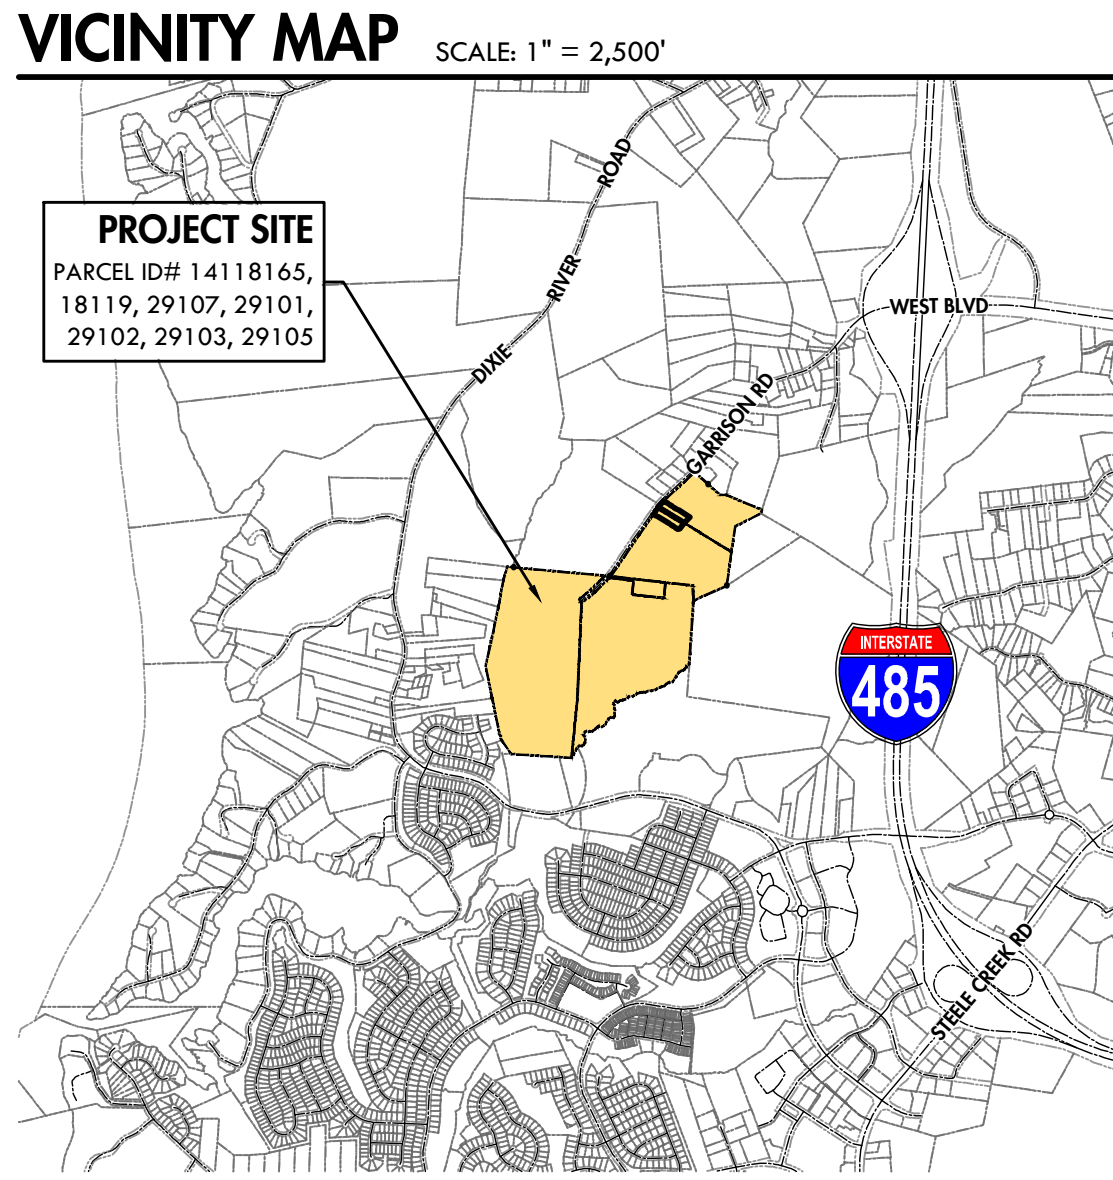 VICINITY MAP SCALE: 1" = 2,500'
PROJECT SITE
PARCEL ID# 14118165,
18119, 29107, 29101,
29102, 29103, 29105
DIXIE RIVER ROAD
WEST BLVD
GARRISON RD
INTERSTATE
485
STEELE CREEK RD